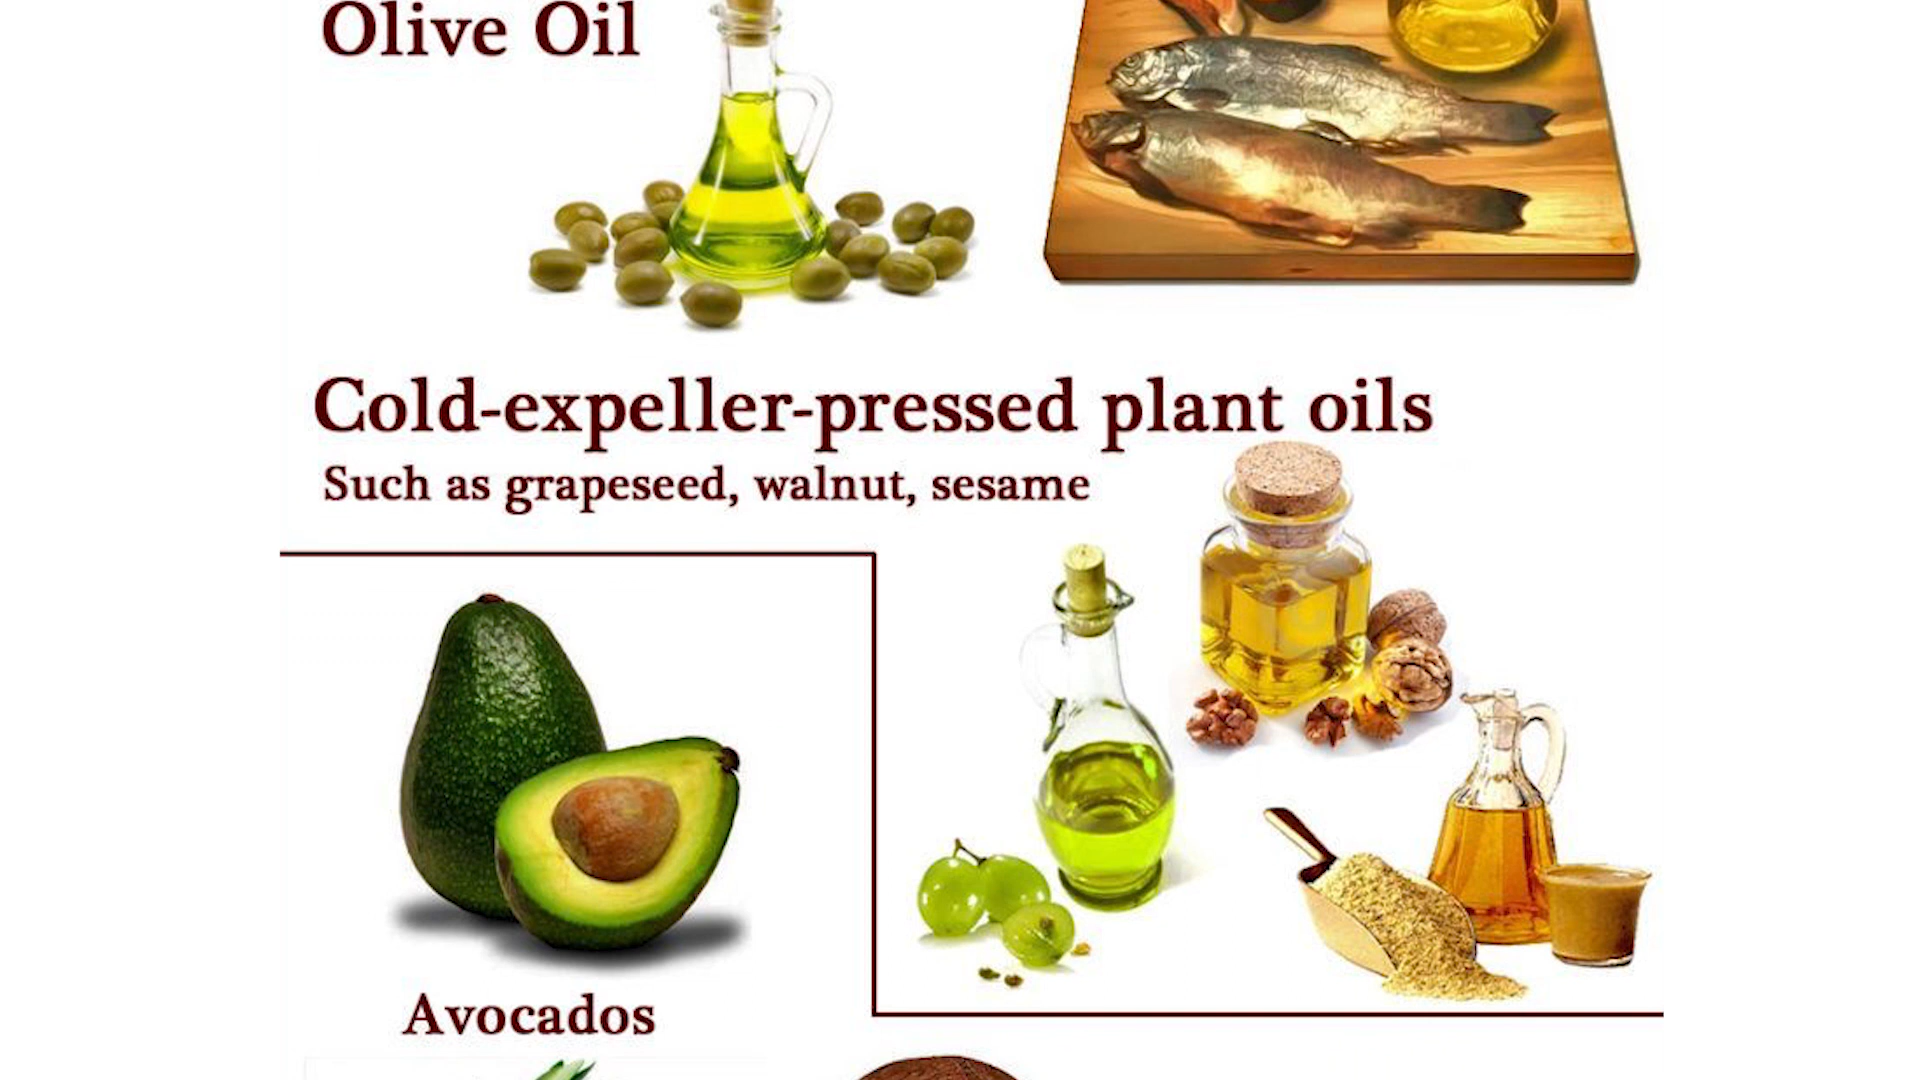 Olive Oil
Cold-expeller-pressed plant oils
Such as grapeseed, walnut, sesame
Avocados